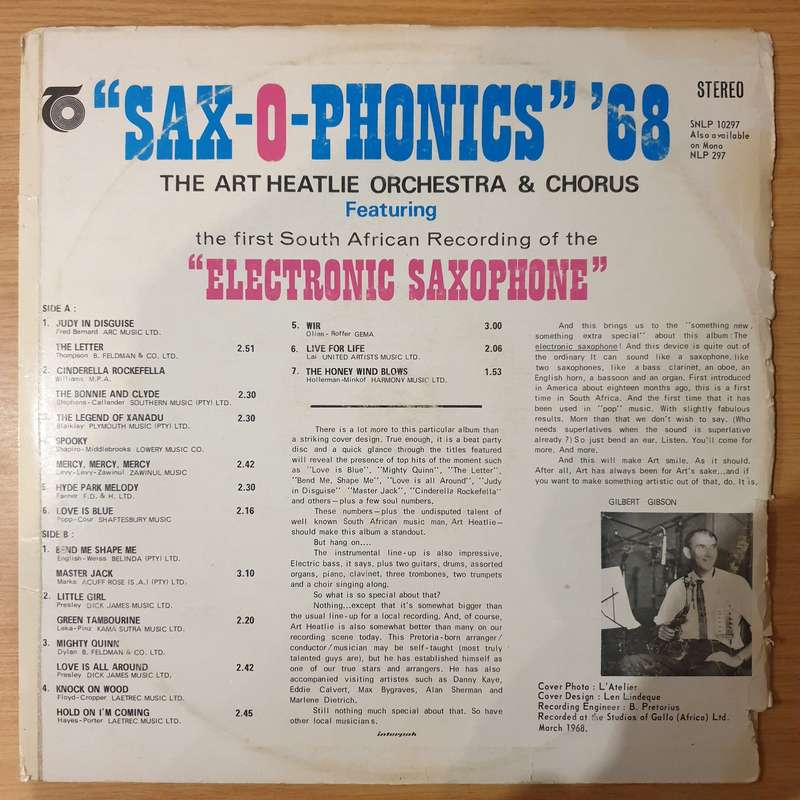 "SAX-O-PHONICS" '68
STEREO
SNLP 10297
Also available
on Mono
NLP 297
THE ART HEATLIE ORCHESTRA & CHORUS
Featuring
the first South African Recording of the
"ELECTRONIC SAXOPHONE"
SIDE A :
1. JUDY IN DISGUISE
Fred Bernard ARC MUSIC LTD.
THE LETTER 2.51
Thompson B. FELDMAN & CO. LTD.
2. CINDERELLA ROCKEFELLA
Williams M.P.A.
THE BONNIE AND CLYDE 2.30
Stephens-Callander SOUTHERN MUSIC (PTY) LTD.
3. THE LEGEND OF XANADU 2.30
Blaikley PLYMOUTH MUSIC (PTY) LTD.
4. SPOOKY
Shapiro-Middlebrooks LOWERY MUSIC CO.
MERCY, MERCY, MERCY 2.42
Levy-Levy-Zawinul ZAWINUL MUSIC
5. HYDE PARK MELODY 2.30
Farmer F.D. & H. LTD.
6. LOVE IS BLUE 2.16
Popp-Cour SHAFTESBURY MUSIC
SIDE B :
1. BEND ME SHAPE ME
English-Weiss BELINDA (PTY) LTD.
MASTER JACK 3.10
Marks ACUFF ROSE (S.A.) (PTY) LTD.
2. LITTLE GIRL
Presley DICK JAMES MUSIC LTD.
GREEN TAMBOURINE 2.20
Leka-Pinz KAMA SUTRA MUSIC LTD.
3. MIGHTY QUINN
Dylan B. FELDMAN & CO. LTD.
LOVE IS ALL AROUND 2.42
Presley DICK JAMES MUSIC LTD.
4. KNOCK ON WOOD
Floyd-Cropper LAETREC MUSIC LTD.
HOLD ON I'M COMING 2.45
Hayes-Porter LAETREC MUSIC LTD.
5. WIR 3.00
Olias-Roffer GEMA
6. LIVE FOR LIFE 2.06
Lai UNITED ARTISTS MUSIC LTD.
7. THE HONEY WIND BLOWS 1.53
Hollerman-Minkof HARMONY MUSIC LTD.
There is a lot more to this particular album than
a striking cover design. True enough, it is a beat party
disc and a quick glance through the titles featured
will reveal the presence of top hits of the moment such
as "Love is Blue", "Mighty Quinn", "The Letter",
"Bend Me, Shape Me", "Love is all Around", "Judy
in Disguise" "Master Jack", "Cinderella Rockefella"
and others-plus a few soul numbers.
These numbers-plus the undisputed talent of
well known South African music man, Art Heatlie-
should make this album a standout.
But hang on....
The instrumental line-up is also impressive.
Electric bass, it says, plus two guitars, drums, assorted
organs, piano, clavinet, three trombones, two trumpets
and a choir singing along.
So what is so special about that?
Nothing...except that it's somewhat bigger than
the usual line-up for a local recording. And, of course,
Art Heatlie is also somewhat better than many on our
recording scene today. This Pretoria-born arranger/
conductor/musician may be self-taught (most truly
talented guys are), but he has established himself as
one of our true stars and arrangers. He has also
accompanied visiting artistes such as Danny Kaye,
Eddie Calvert, Max Bygraves, Alan Sherman and
Marlene Dietrich.
Still nothing much special about that. So have
other local musicians.
interpak
And this brings us to the "something new,
something extra special" about this album: The
electronic saxophone! And this device is quite out of
the ordinary It can sound like a saxophone, like
two saxophones, like a bass clarinet, an oboe, an
English horn, a bassoon and an organ. First introduced
in America about eighteen months ago, this is a first
time in South Africa. And the first time that it has
been used in "pop" music. With slightly fabulous
results. More than that we don't wish to say. (Who
needs superlatives when the sound is superlative
already ?) So just bend an ear. Listen. You'll come for
more. And more.
And this will make Art smile. As it should.
After all, Art has always been for Art's sake...and if
you want to make something artistic out of that, do. It is,
GILBERT GIBSON
Cover Photo : L'Atelier
Cover Design : Len Lindeque
Recording Engineer : B. Pretorius
Recorded at the Studios of Gallo (Africa) Ltd.
March 1968.